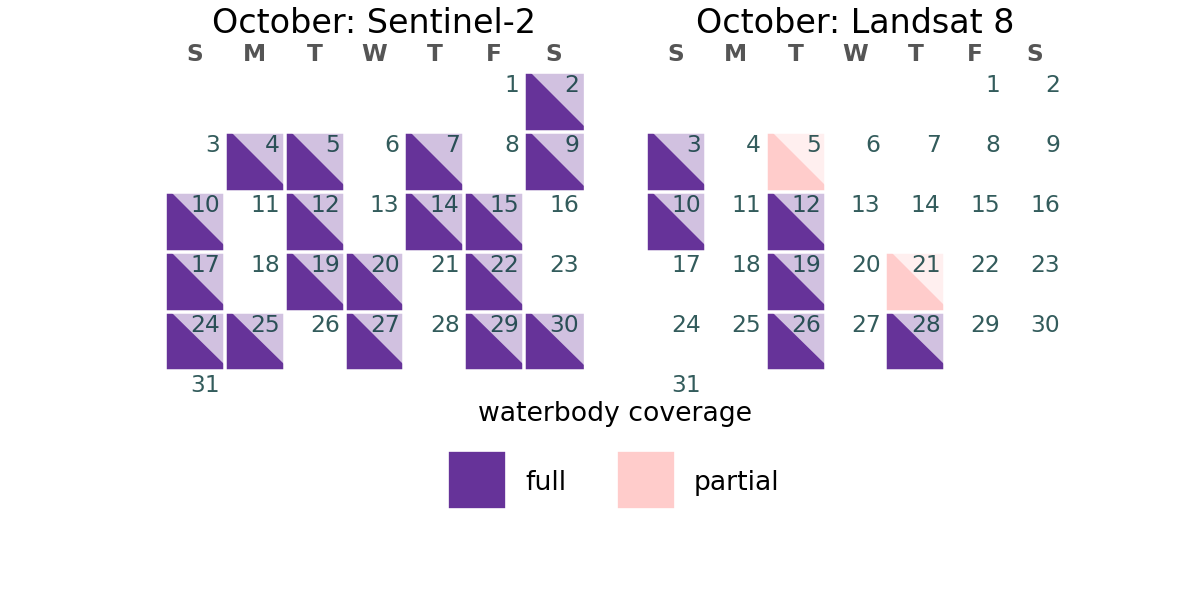 October: Sentinel-2
S M T W T F S
1 2
3 4 5 6 7 8 9
10 11 12 13 14 15 16
17 18 19 20 21 22 23
24 25 26 27 28 29 30
31
October: Landsat 8
S M T W T F S
1 2
3 4 5 6 7 8 9
10 11 12 13 14 15 16
17 18 19 20 21 22 23
24 25 26 27 28 29 30
31
waterbody coverage
full
partial